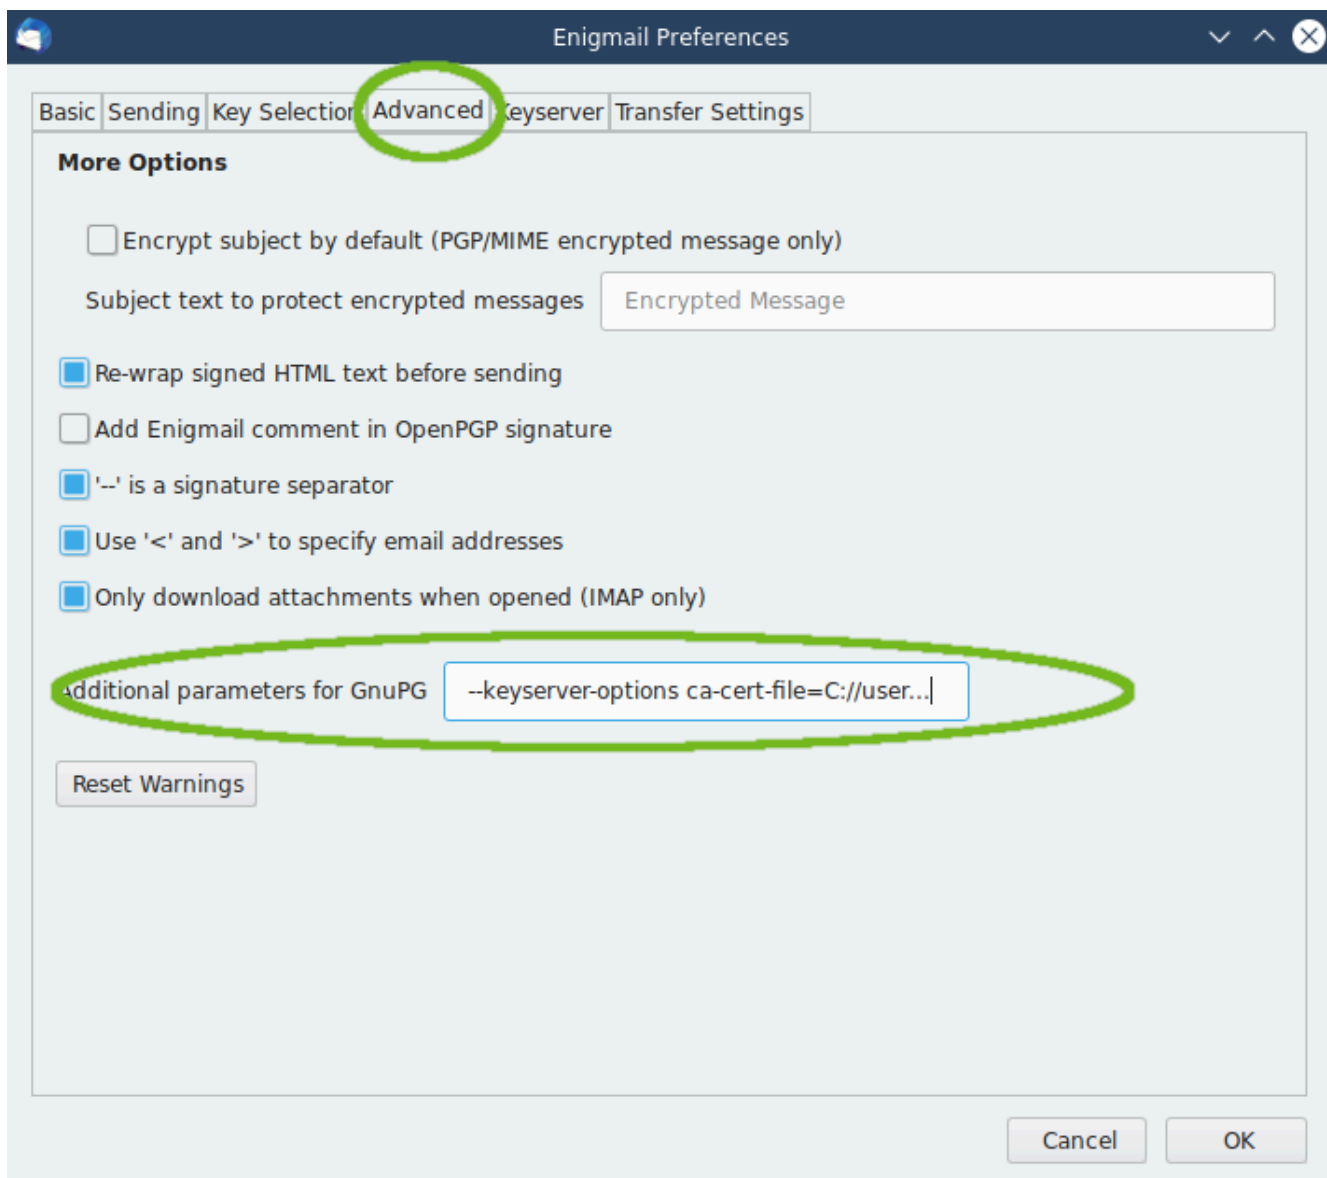 Enigmail Preferences
Basic Sending Key Selection Advanced Keyserver Transfer Settings
More Options
Encrypt subject by default (PGP/MIME encrypted message only)
Subject text to protect encrypted messages Encrypted Message
Re-wrap signed HTML text before sending
Add Enigmail comment in OpenPGP signature
'--' is a signature separator
Use '<' and '>' to specify email addresses
Only download attachments when opened (IMAP only)
Additional parameters for GnuPG --keyserver-options ca-cert-file=C://user...
Reset Warnings
Cancel OK